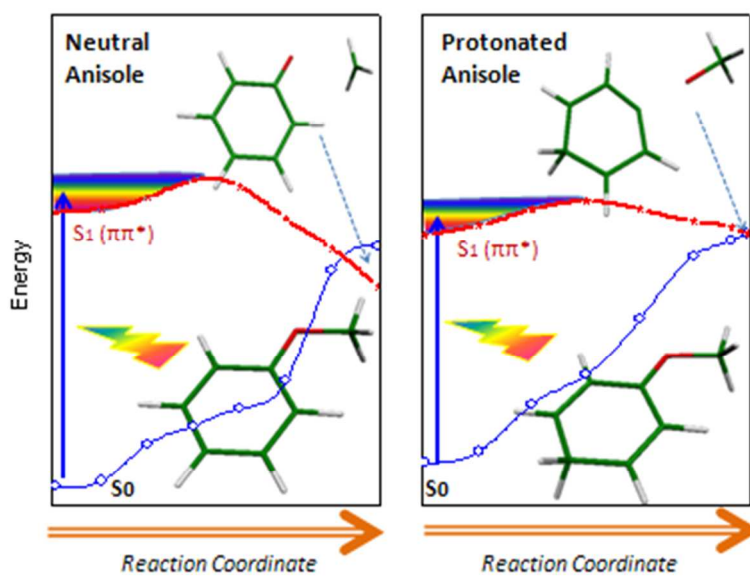 Neutral
Anisole
S1 (ππ*)
S0
Reaction Coordinate
Protonated
Anisole
S1 (ππ*)
S0
Reaction Coordinate
Energy